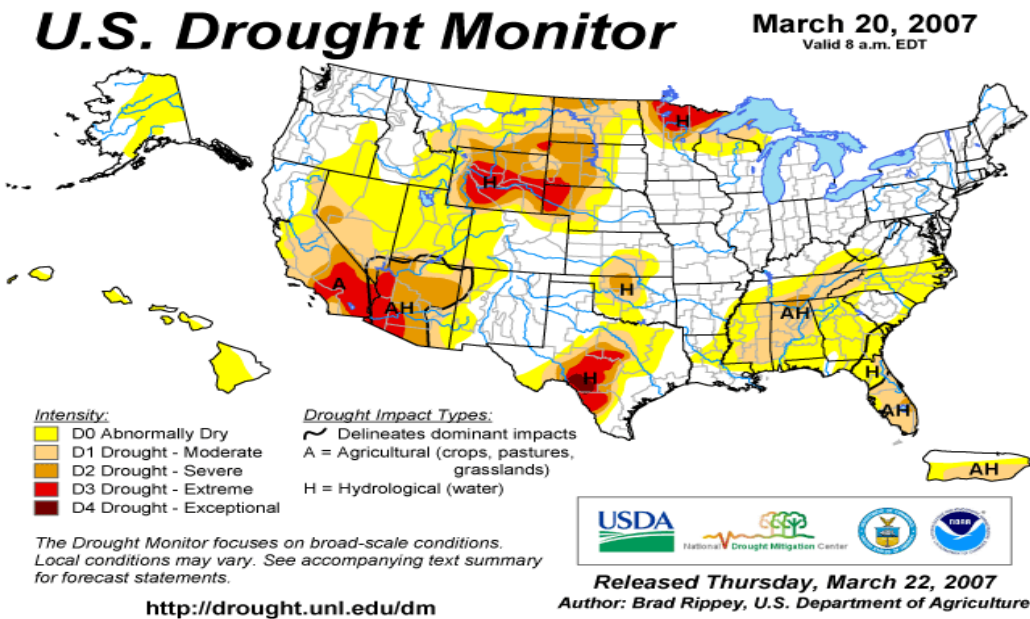 U.S. Drought Monitor
March 20, 2007
Valid 8 a.m. EDT
H
H
A
AH
H
H
AH
H
AH
AH
Intensity:
D0 Abnormally Dry
D1 Drought - Moderate
D2 Drought - Severe
D3 Drought - Extreme
D4 Drought - Exceptional
Drought Impact Types:
Delineates dominant impacts
A = Agricultural (crops, pastures,
grasslands)
H = Hydrological (water)
The Drought Monitor focuses on broad-scale conditions.
Local conditions may vary. See accompanying text summary
for forecast statements.
http://drought.unl.edu/dm
USDA
National Drought Mitigation Center
NOAA
Released Thursday, March 22, 2007
Author: Brad Rippey, U.S. Department of Agriculture